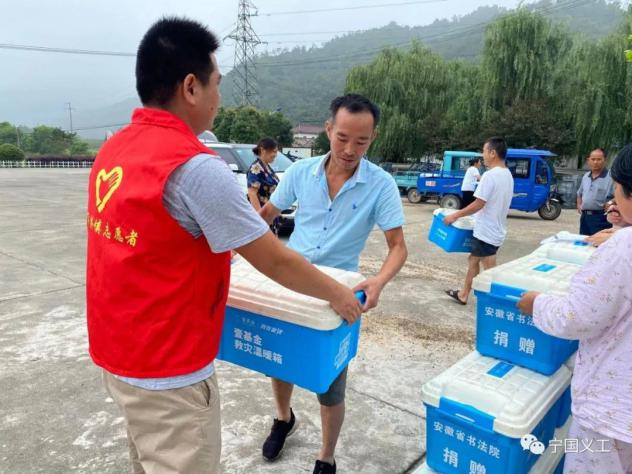 志愿者
壹基金
救灾温暖箱
安徽省书法院
捐赠
安徽省书法院
捐赠
宁国义工